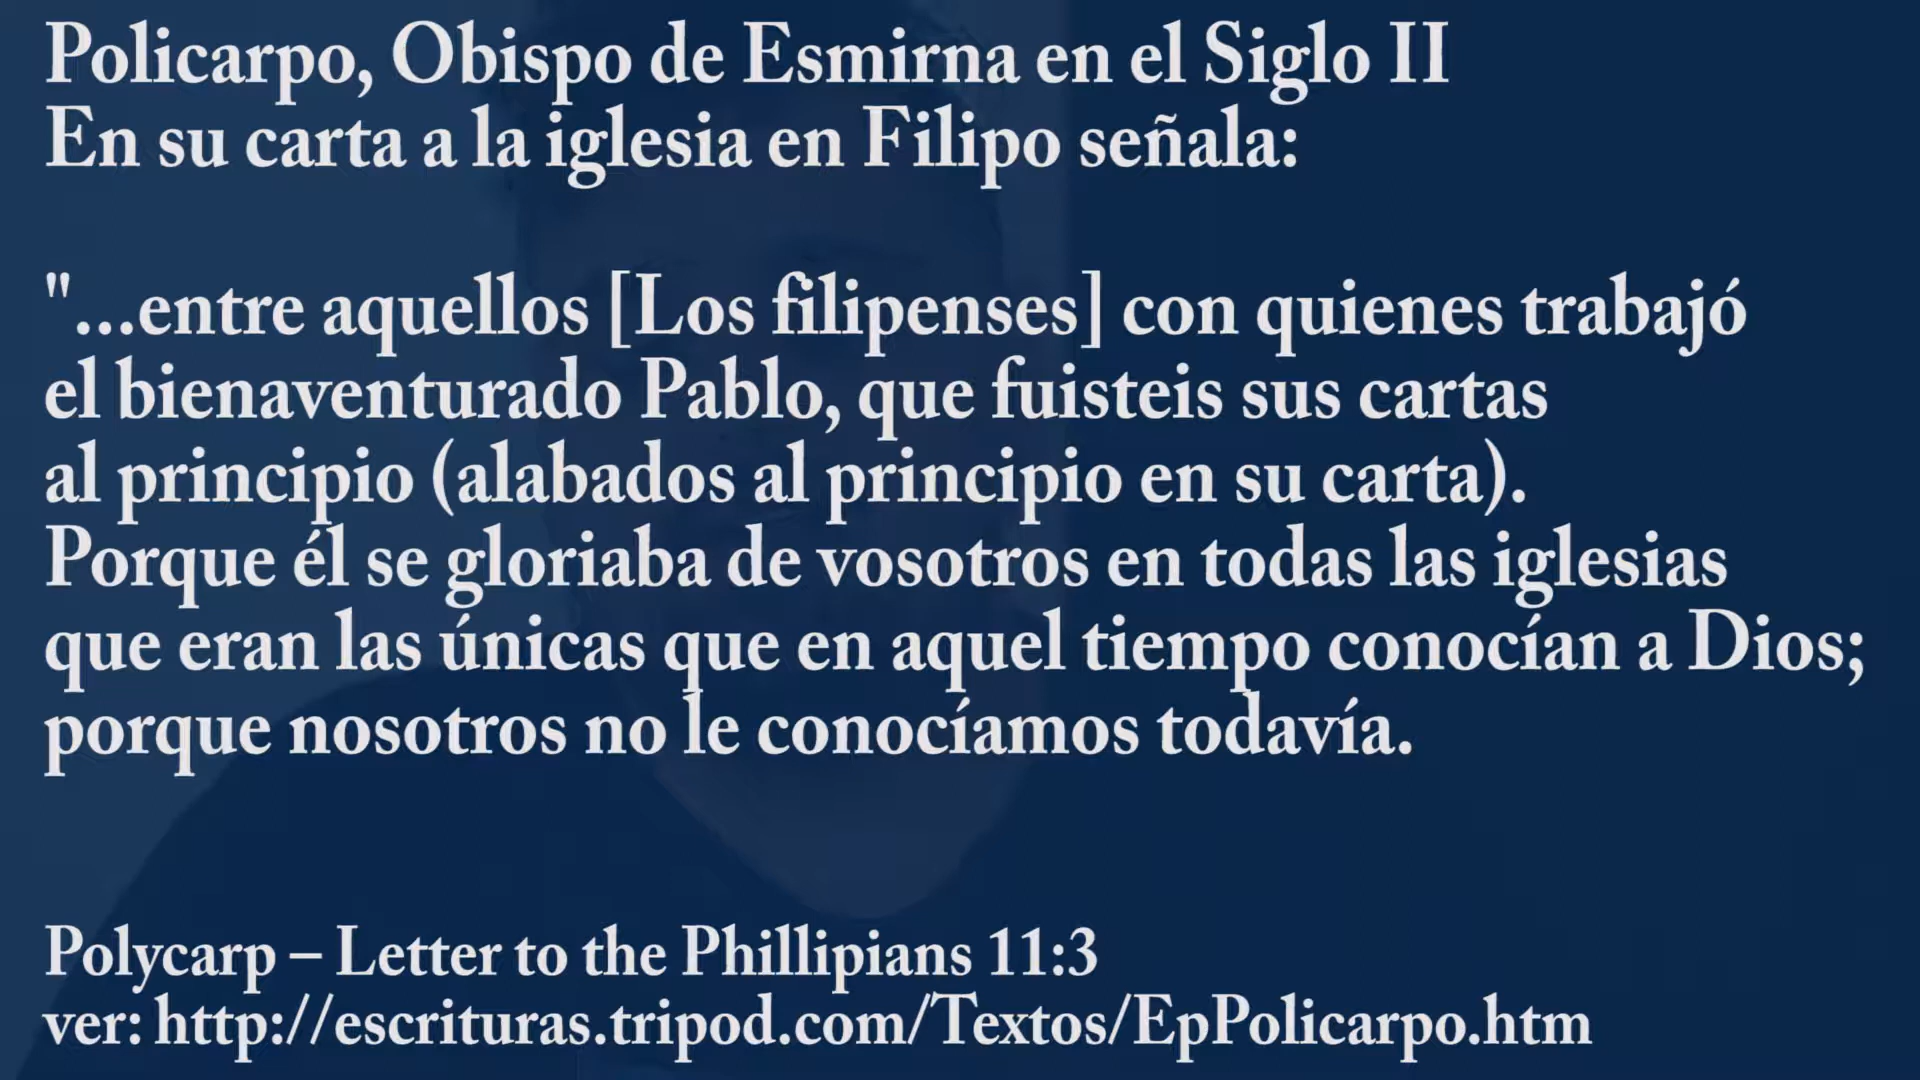 Policarpo, Obispo de Esmirna en el Siglo II
En su carta a la iglesia en Filipo señala:
"...entre aquellos [Los filipenses] con quienes trabajó
el bienaventurado Pablo, que fuisteis sus cartas
al principio (alabados al principio en su carta).
Porque él se gloriaba de vosotros en todas las iglesias
que eran las únicas que en aquel tiempo conocían a Dios;
porque nosotros no le conocíamos todavía.
Polycarp – Letter to the Phillipians 11:3
ver: http://escrituras.tripod.com/Textos/EpPolicarpo.htm